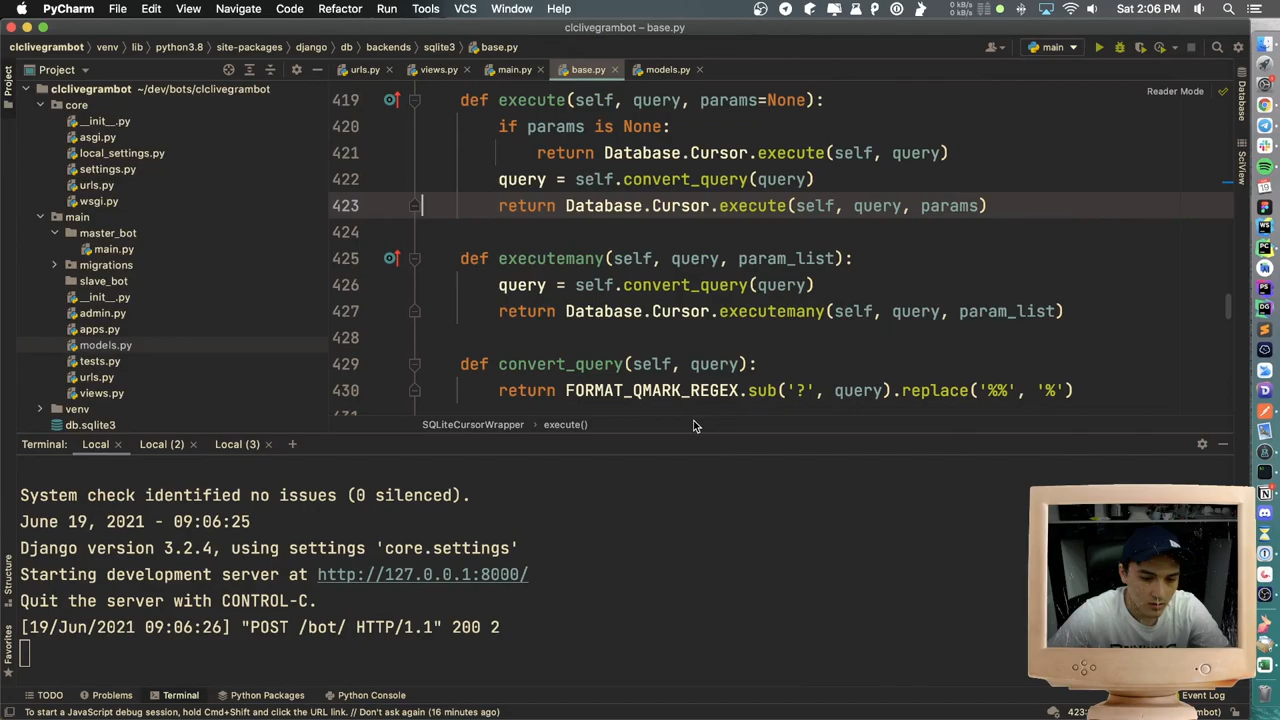 PyCharm File Edit View Navigate Code Refactor Run Tools VCS Window Help
0 kB/s
0 kB/s
Sat 2:06 PM
clclivegrambot – base.py
clclivegrambot venv lib python3.8 site-packages django db backends sqlite3 base.py
main
Project
urls.py views.py main.py base.py models.py
clclivegrambot ~/dev/bots/clclivegrambot
core
__init__.py
asgi.py
local_settings.py
settings.py
urls.py
wsgi.py
main
master_bot
main.py
migrations
slave_bot
__init__.py
admin.py
apps.py
models.py
tests.py
urls.py
views.py
venv
db.sqlite3
Project
Structure
Favorites
Reader Mode
Database
SciView
419 def execute(self, query, params=None):
420 if params is None:
421 return Database.Cursor.execute(self, query)
422 query = self.convert_query(query)
423 return Database.Cursor.execute(self, query, params)
424
425 def executemany(self, query, param_list):
426 query = self.convert_query(query)
427 return Database.Cursor.executemany(self, query, param_list)
428
429 def convert_query(self, query):
430 return FORMAT_QMARK_REGEX.sub('?', query).replace('%%', '%')
SQLiteCursorWrapper execute()
Terminal: Local Local (2) Local (3)
System check identified no issues (0 silenced).
June 19, 2021 - 09:06:25
Django version 3.2.4, using settings 'core.settings'
Starting development server at http://127.0.0.1:8000/
Quit the server with CONTROL-C.
[19/Jun/2021 09:06:26] "POST /bot/ HTTP/1.1" 200 2
TODO Problems Terminal Python Packages Python Console
Event Log
To start a JavaScript debug session, hold Cmd+Shift and click the URL link. // Don't ask again (16 minutes ago)